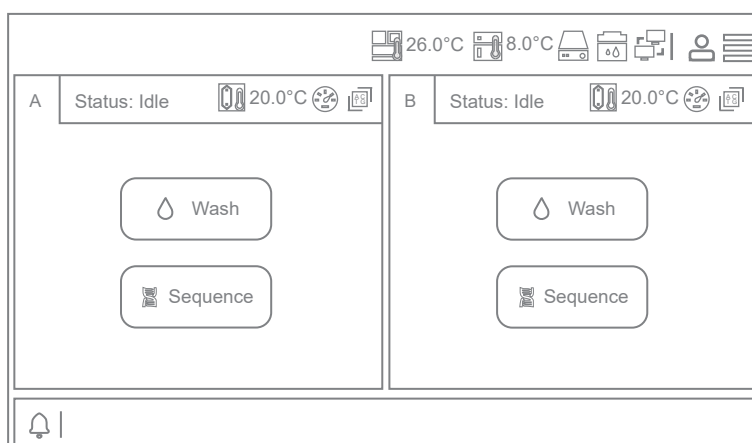 26.0°C 8.0°C
A Status: Idle 20.0°C
B Status: Idle 20.0°C
Wash
Sequence
Wash
Sequence